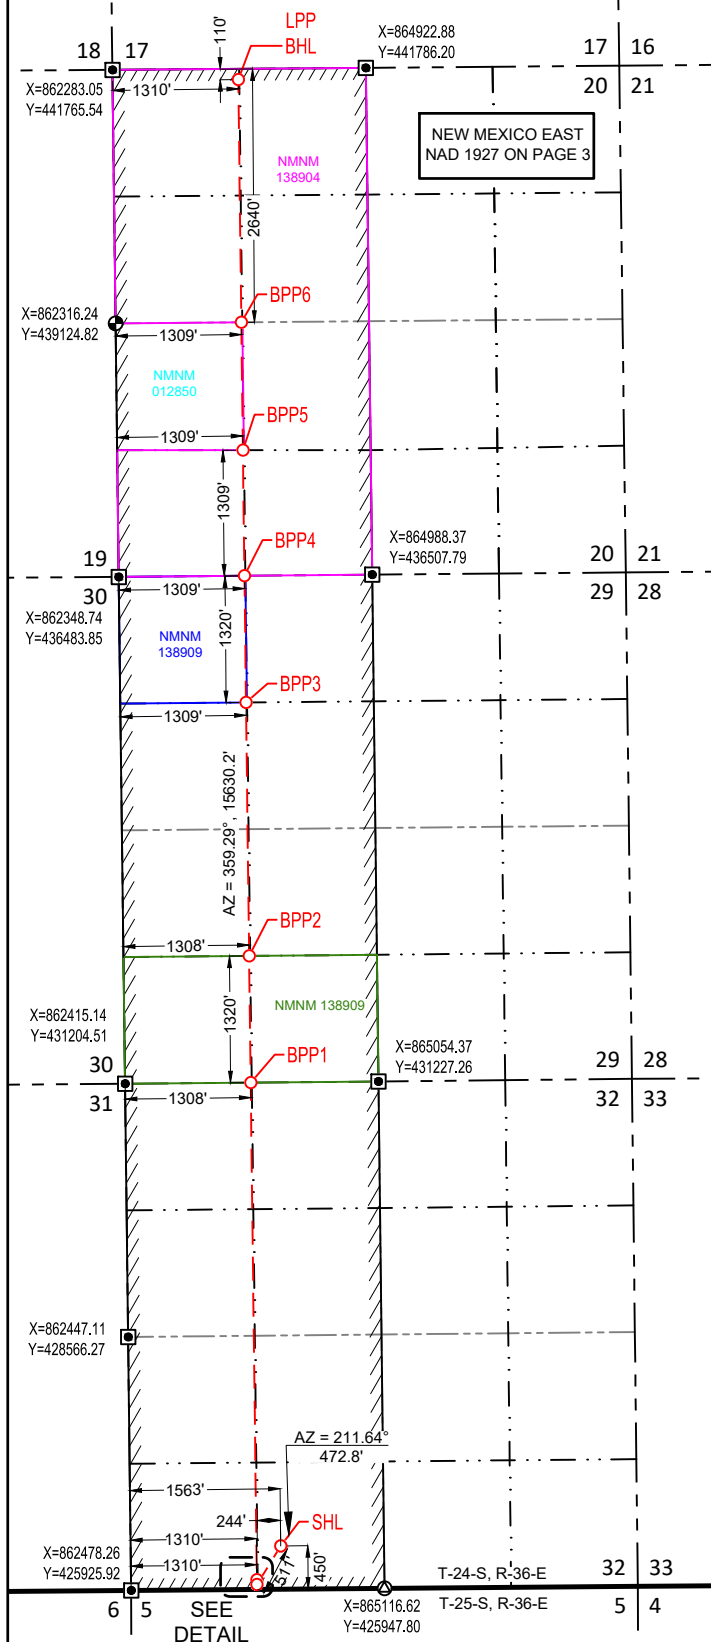 110'
LPP
BHL
X=864922.88
Y=441786.20
18 17
17 16
20 21
X=862283.05
Y=441765.54
1310'
NEW MEXICO EAST
NAD 1927 ON PAGE 3
NMNM
138904
2640'
BPP6
X=862316.24
Y=439124.82
1309'
NMNM
012850
BPP5
1309'
1309'
BPP4
X=864988.37
Y=436507.79
19
30
20 21
29 28
1309'
X=862348.74
Y=436483.85
NMNM
138909
1320'
BPP3
1309'
AZ = 359.29°, 15630.2'
BPP2
1308'
1320'
NMNM 138909
X=862415.14
Y=431204.51
X=865054.37
Y=431227.26
30
31
BPP1
29 28
32 33
1308'
X=862447.11
Y=428566.27
AZ = 211.64°
472.8'
1563'
244'
SHL
1310'
1310'
511'
450'
X=862478.26
Y=425925.92
T-24-S, R-36-E
32 33
T-25-S, R-36-E
6 5
5 4
SEE
DETAIL
X=865116.62
Y=425947.80